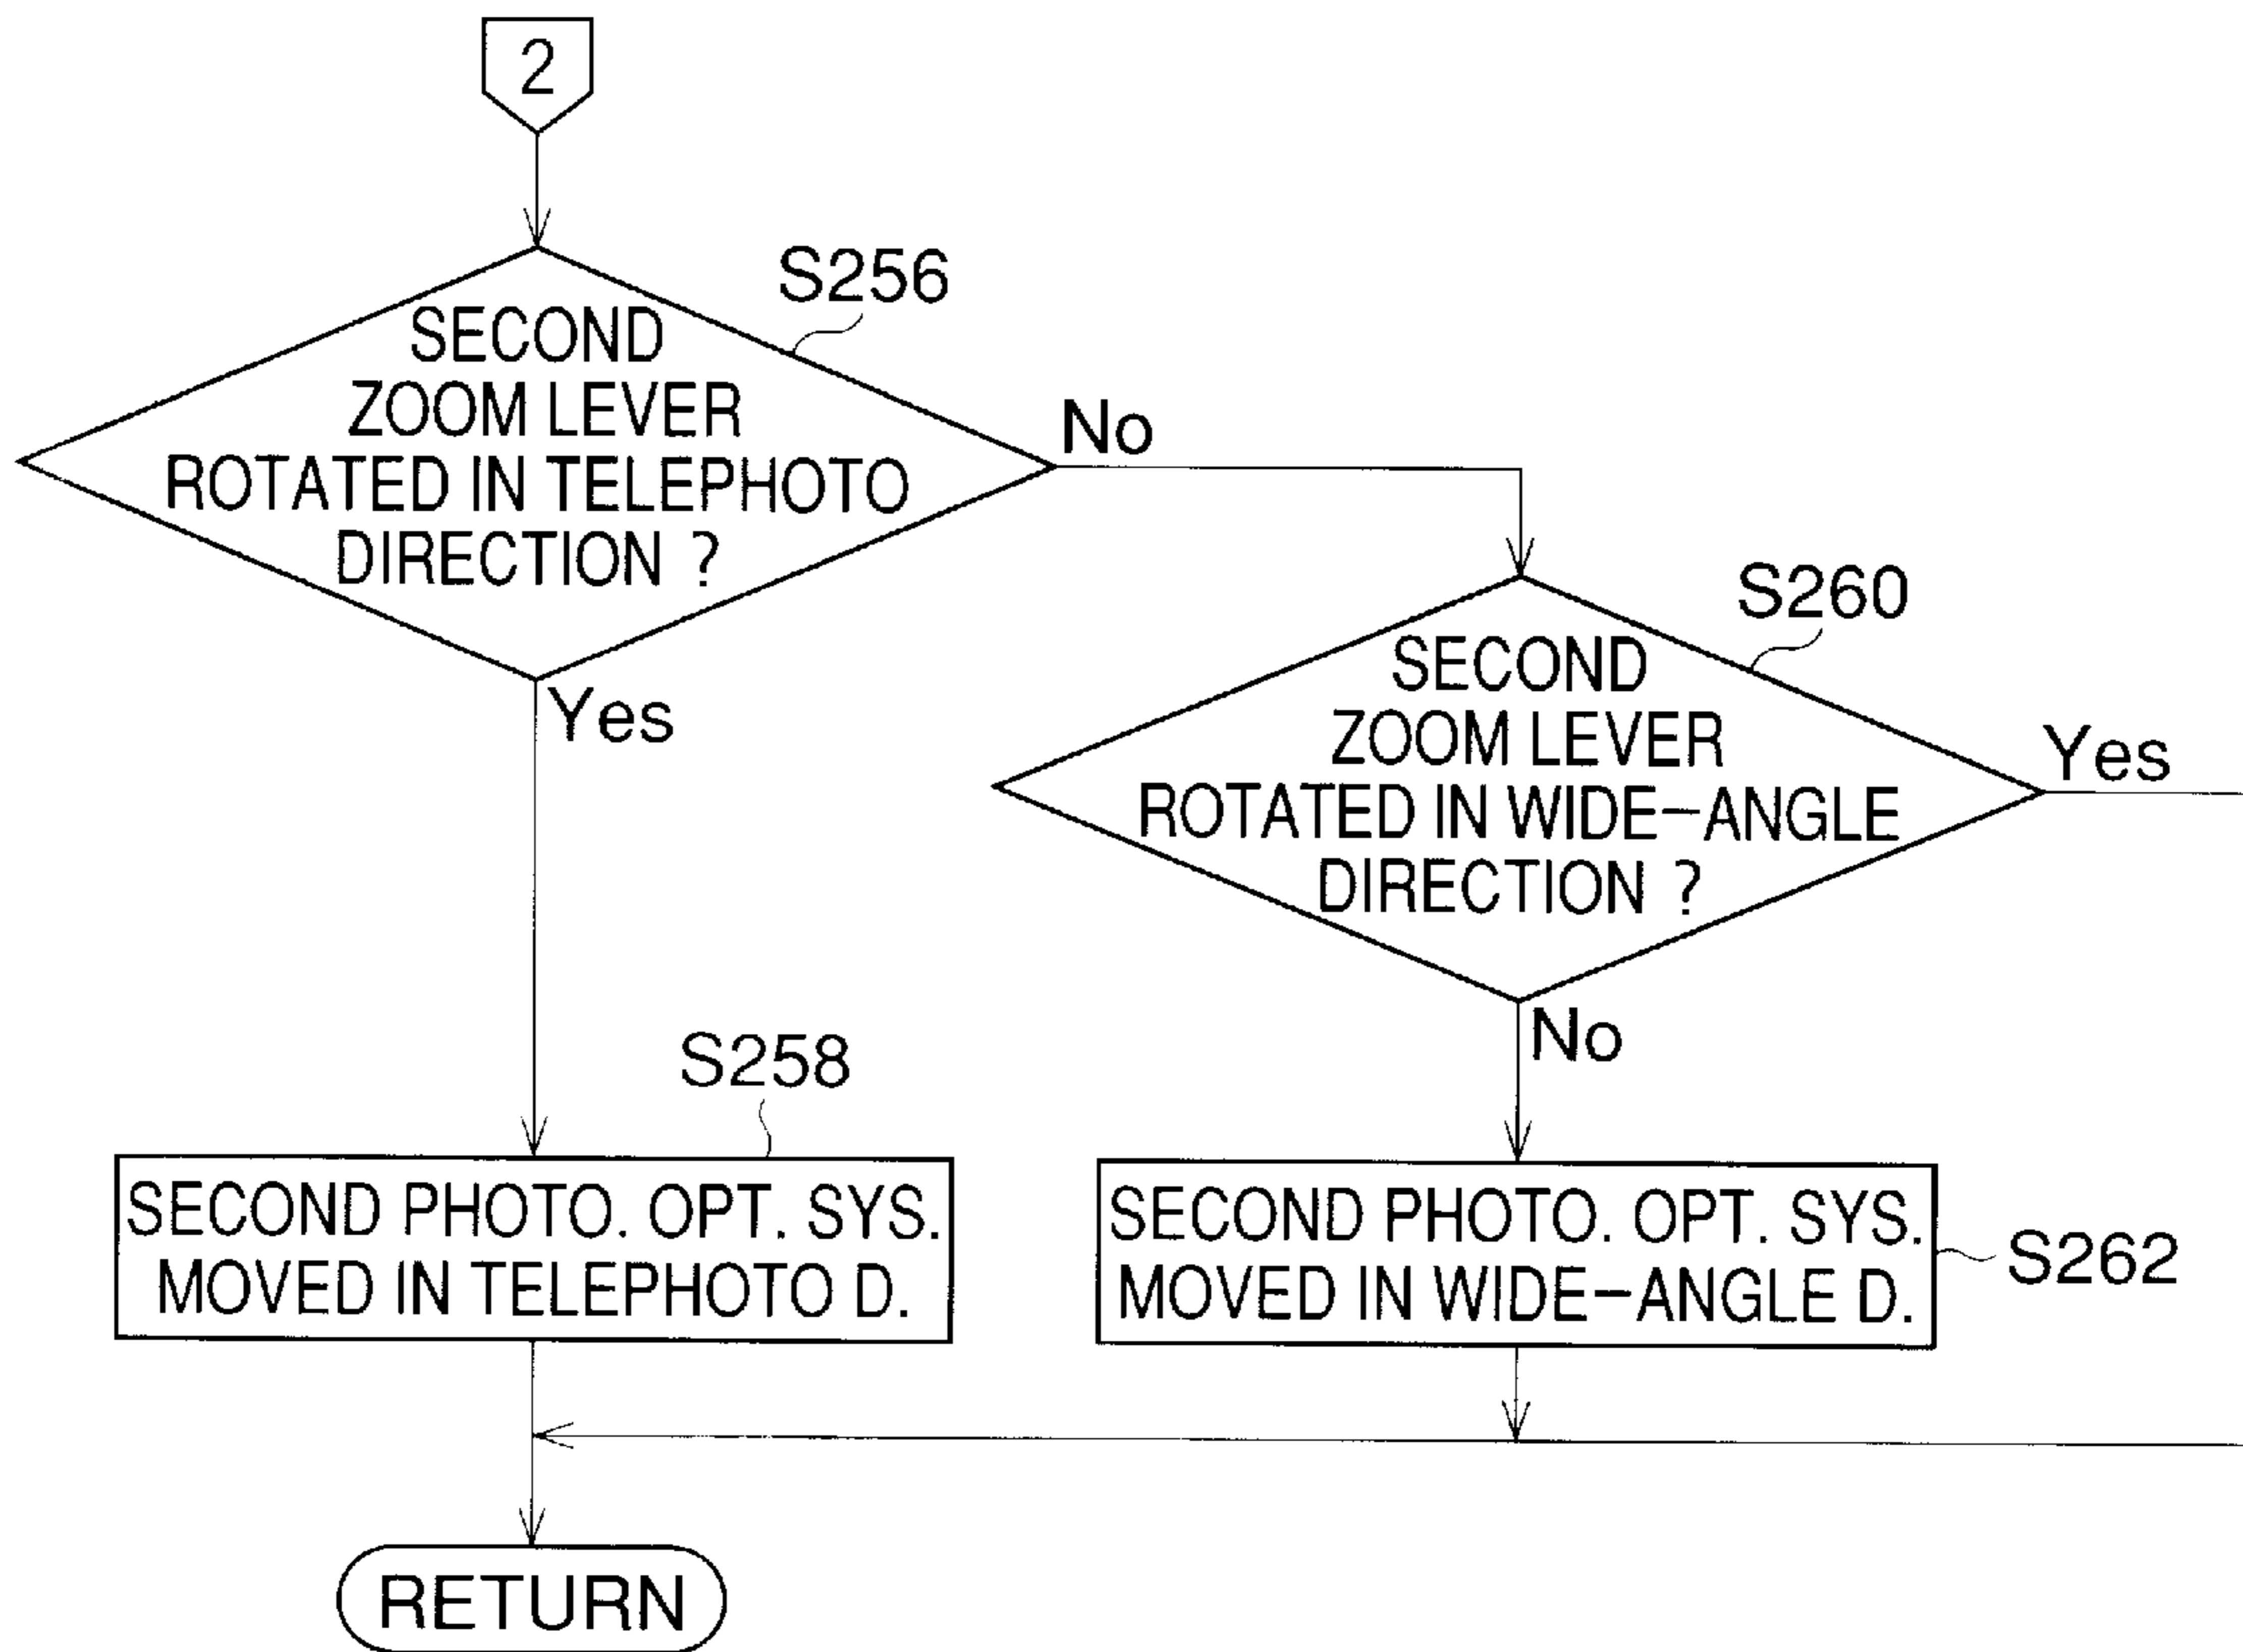 2
S256
SECOND
ZOOM LEVER
ROTATED IN TELEPHOTO
DIRECTION ?
No
Yes
S260
SECOND
ZOOM LEVER
ROTATED IN WIDE-ANGLE
DIRECTION ?
Yes
No
S258
SECOND PHOTO. OPT. SYS.
MOVED IN TELEPHOTO D.
SECOND PHOTO. OPT. SYS.
MOVED IN WIDE-ANGLE D.
S262
RETURN